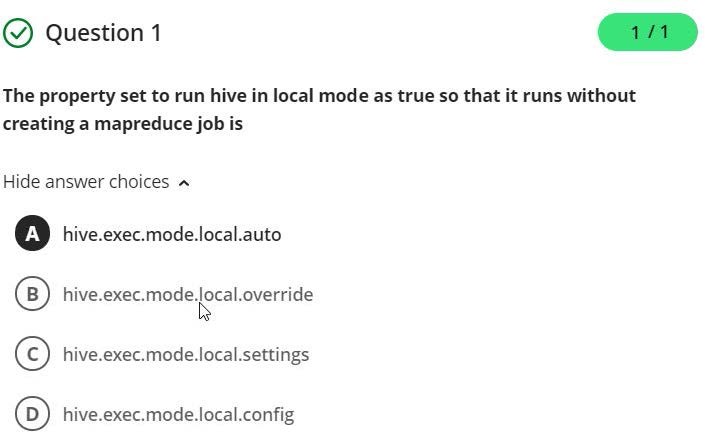 Question 1
1 / 1
The property set to run hive in local mode as true so that it runs without
creating a mapreduce job is
Hide answer choices
A hive.exec.mode.local.auto
B hive.exec.mode.local.override
C hive.exec.mode.local.settings
D hive.exec.mode.local.config